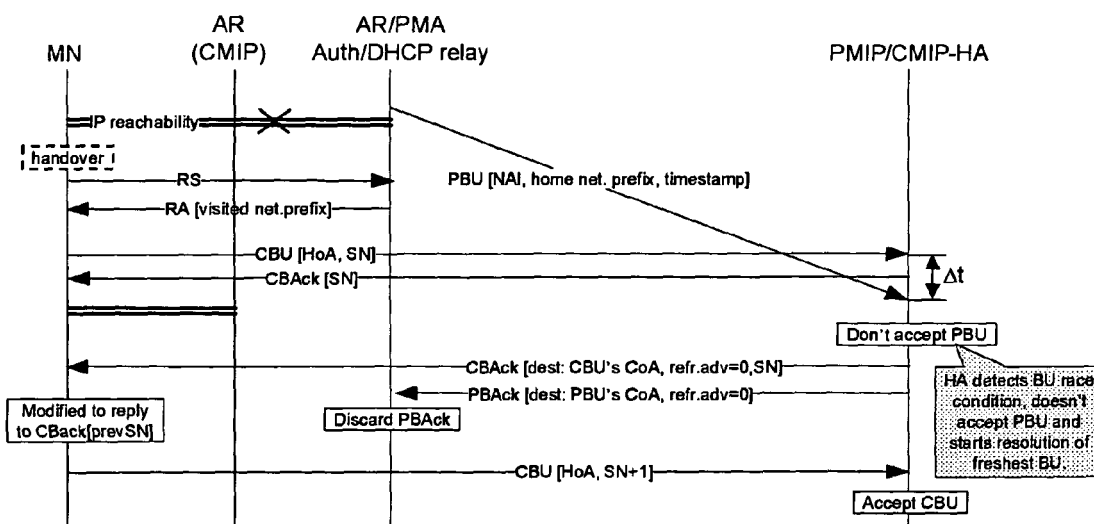 MN
AR
(CMIP)
AR/PMA
Auth/DHCP relay
PMIP/CMIP-HA
IP reachability
handover
RS
PBU [NAI, home net. prefix, timestamp]
RA [visited net.prefix]
CBU [HoA, SN]
CBAck [SN]
Δt
Don't accept PBU
CBAck [dest: CBU's CoA, refr.adv=0,SN]
PBAck [dest: PBU's CoA, refr.adv=0]
HA detects BU race
condition, doesn't
accept PBU and
starts resolution of
freshest BU.
Modified to reply
to CBack[prevSN]
Discard PBAck
CBU [HoA, SN+1]
Accept CBU